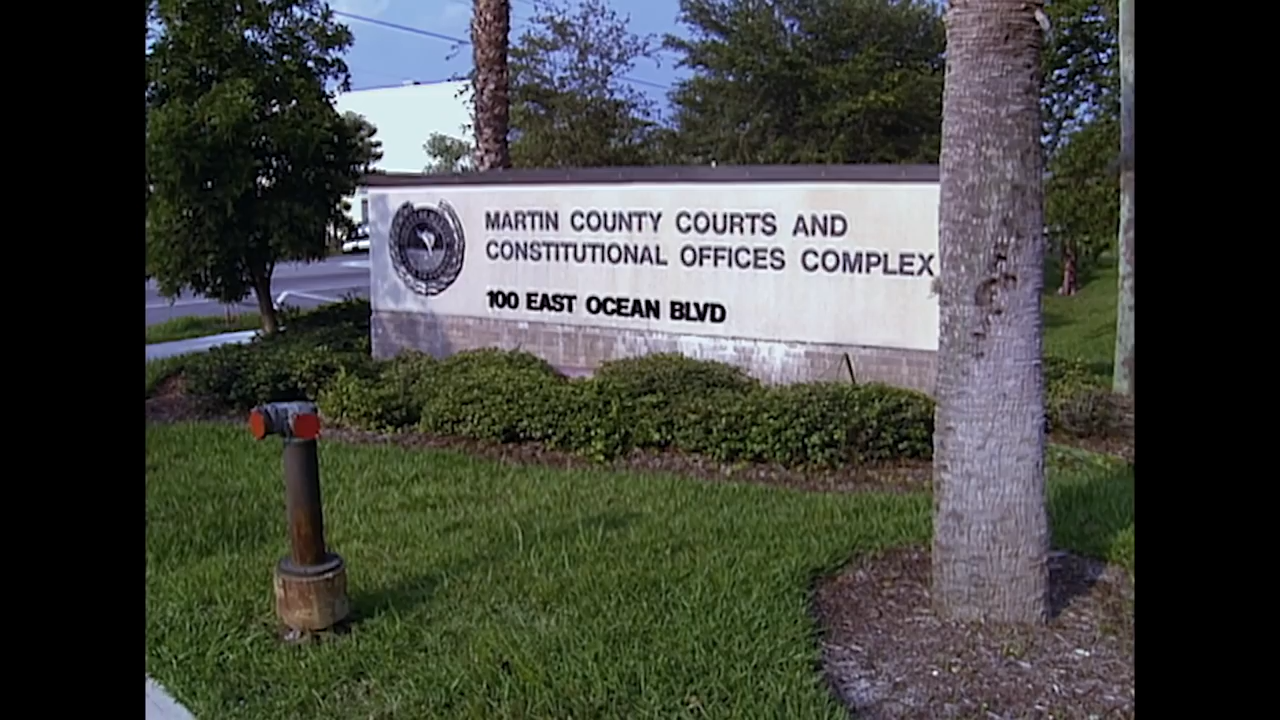 MARTIN COUNTY COURTS AND
CONSTITUTIONAL OFFICES COMPLEX
100 EAST OCEAN BLVD